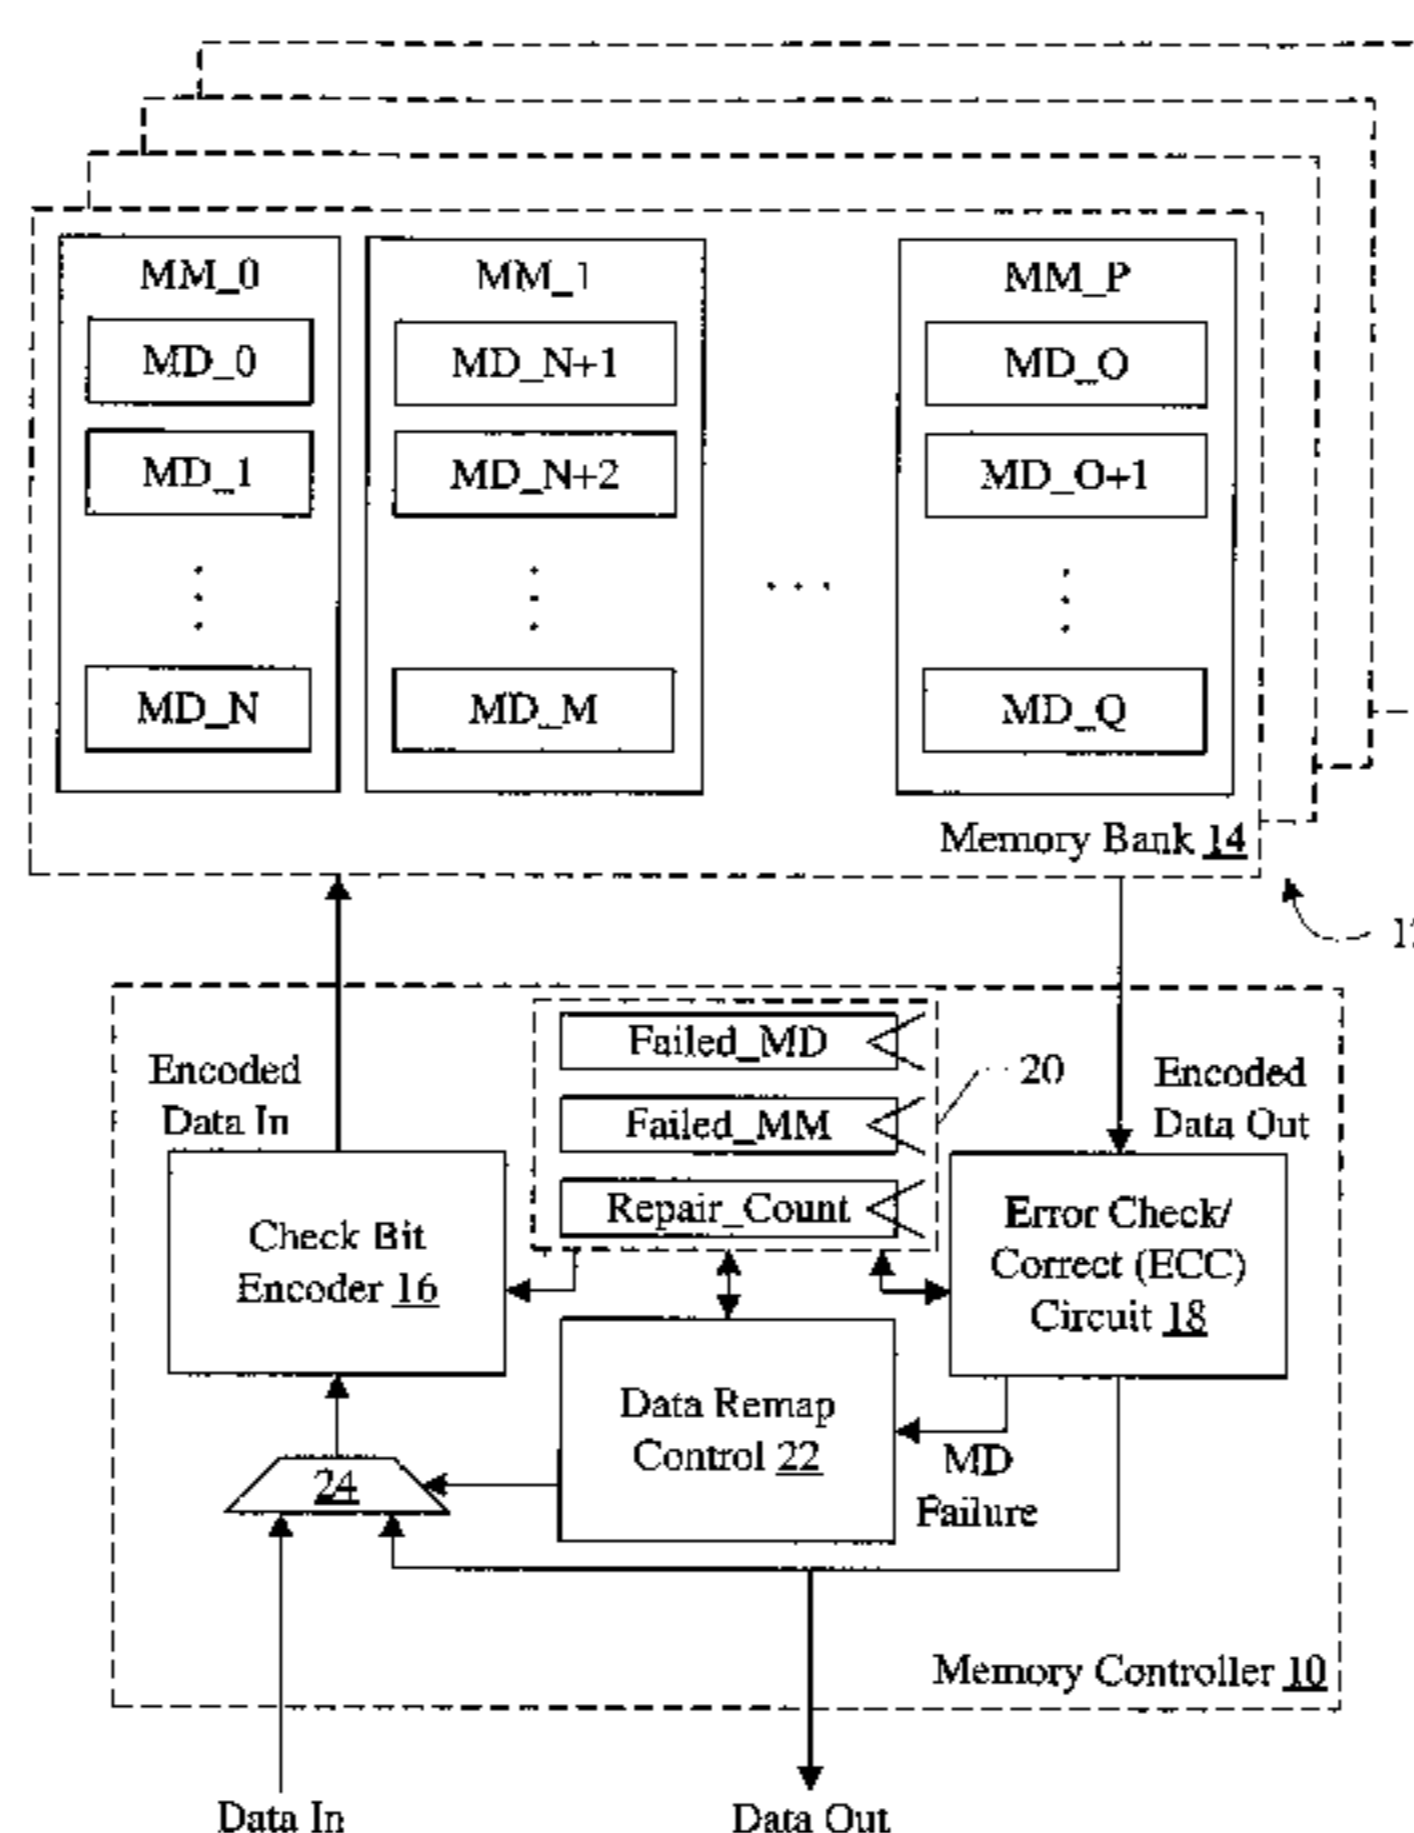 MM_0
MD_0
MD_1
MD_N
MM_1
MD_N+1
MD_N+2
MD_M
. . .
MM_P
MD_O
MD_O+1
MD_Q
Memory Bank 14
Encoded
Data In
Failed_MD
Failed_MM
Repair_Count
20
Encoded
Data Out
Check Bit
Encoder 16
Error Check/
Correct (ECC)
Circuit 18
Data Remap
Control 22
MD
Failure
24
Memory Controller 10
Data In
Data Out